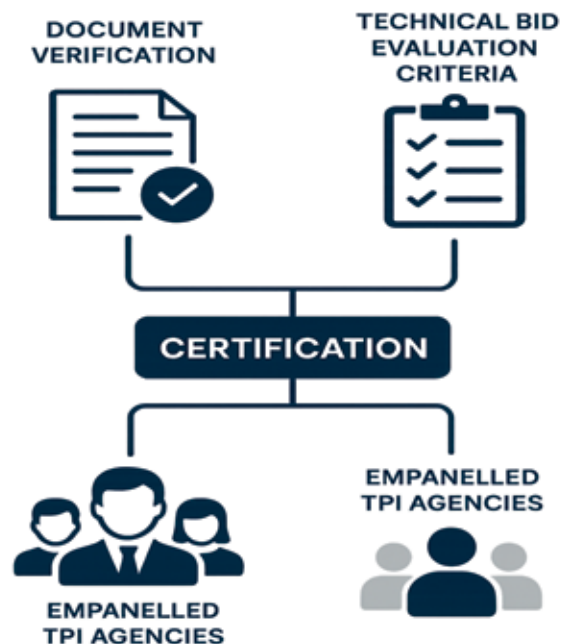 DOCUMENT
VERIFICATION
TECHNICAL BID
EVALUATION
CRITERIA
CERTIFICATION
EMPANELLED
TPI AGENCIES
EMPANELLED
TPI AGENCIES